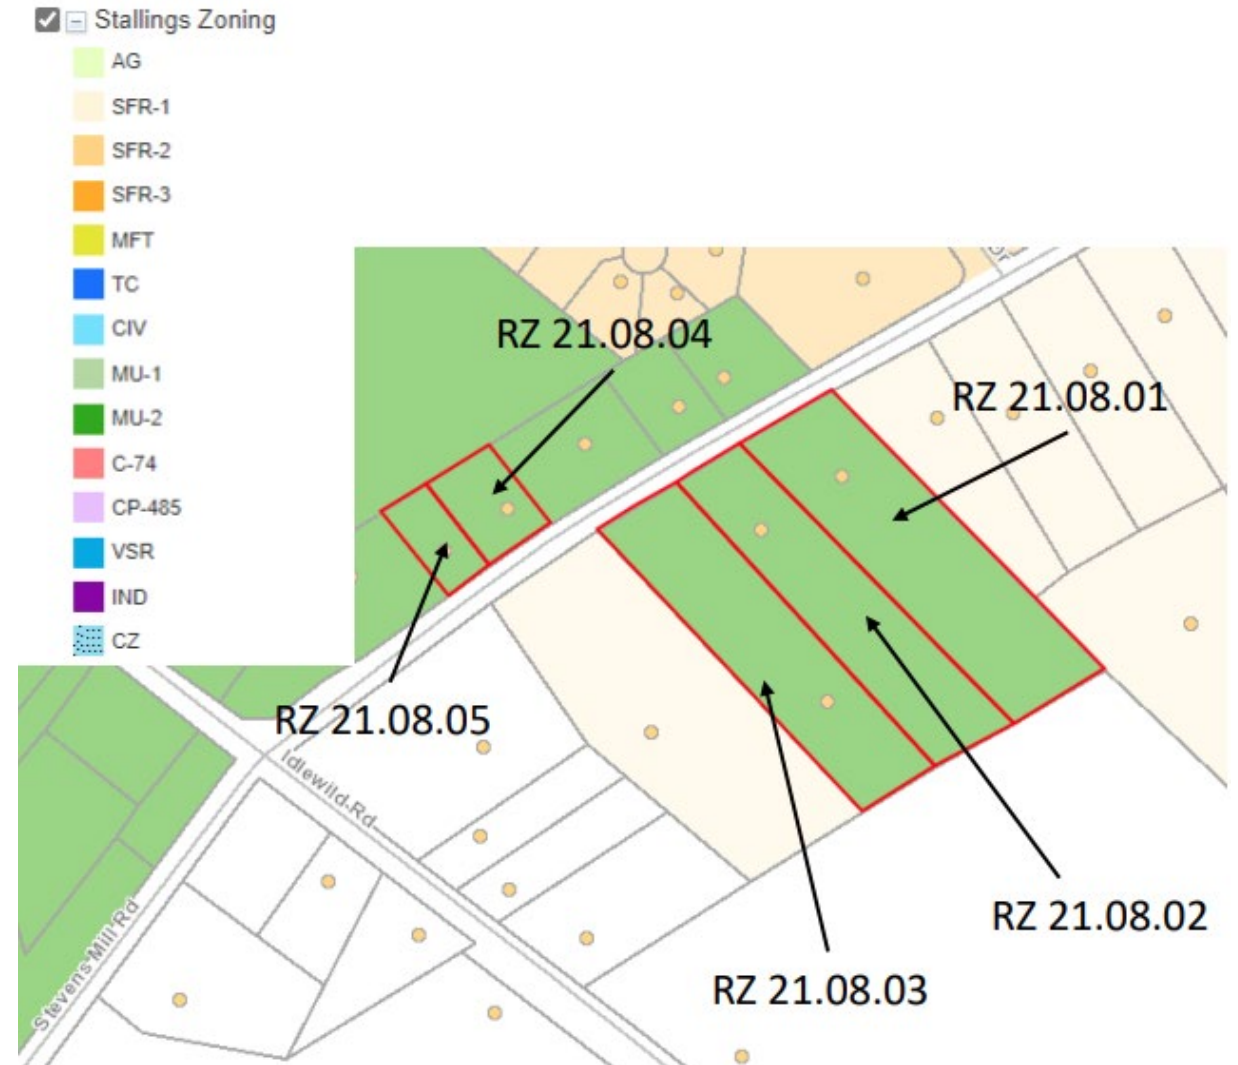 Stallings Zoning
AG
SFR-1
SFR-2
SFR-3
MFT
TC
CIV
MU-1
MU-2
C-74
CP-485
VSR
IND
CZ
Dr
RZ 21.08.04
RZ 21.08.01
RZ 21.08.05
Idlewild Rd
RZ 21.08.02
Stevens Mill Rd
RZ 21.08.03